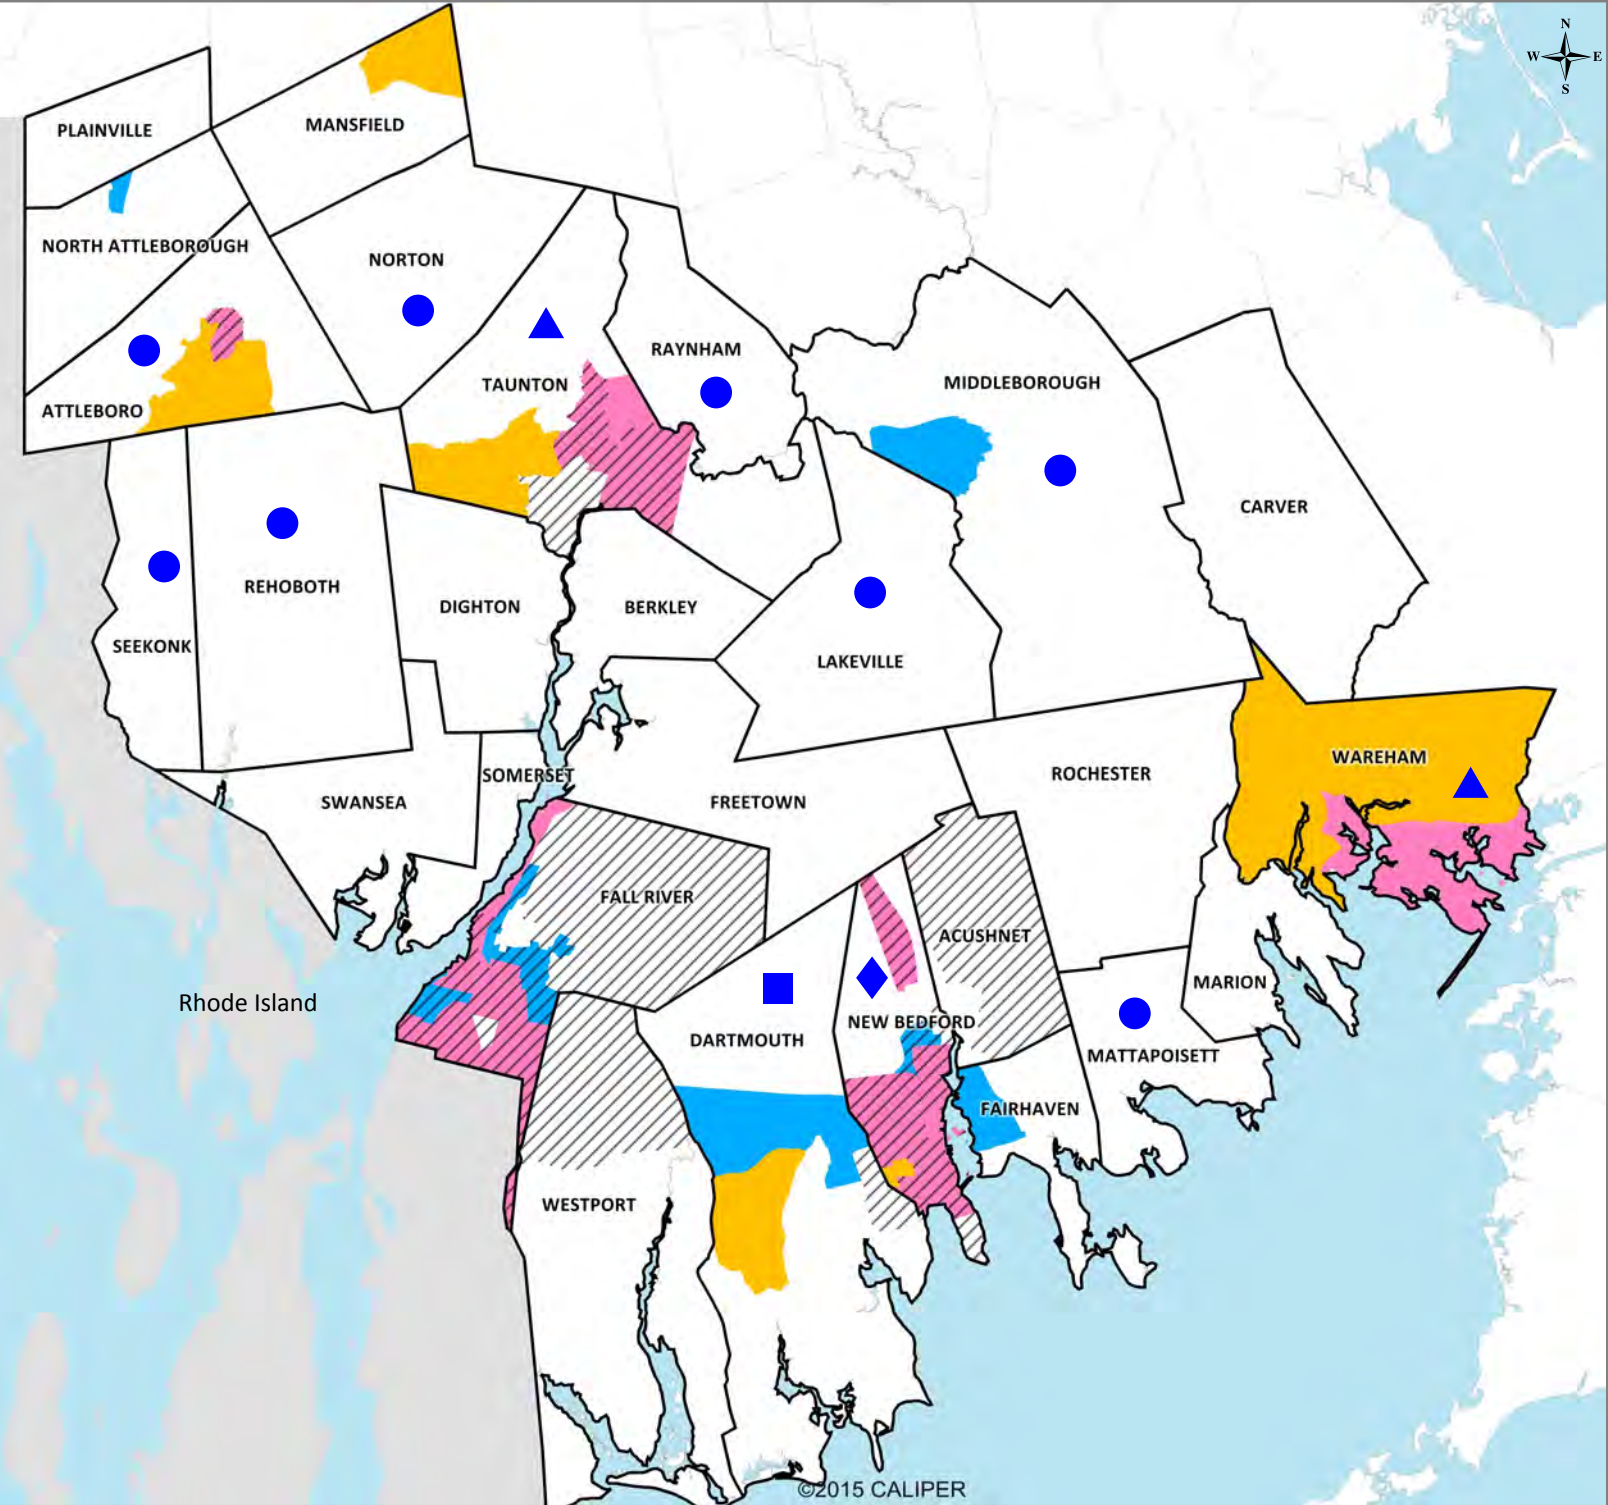 N
W E
S
PLAINVILLE
MANSFIELD
NORTH ATTLEBOROUGH
NORTON
RAYNHAM
TAUNTON
MIDDLEBOROUGH
ATTLEBORO
CARVER
REHOBOTH
DIGHTON
BERKLEY
SEEKONK
LAKEVILLE
WAREHAM
SOMERSET
ROCHESTER
SWANSEA
FREETOWN
FALL RIVER
ACUSHNET
MARION
Rhode Island
NEW BEDFORD
DARTMOUTH
MATTAPOISETT
FAIRHAVEN
WESTPORT
©2015 CALIPER